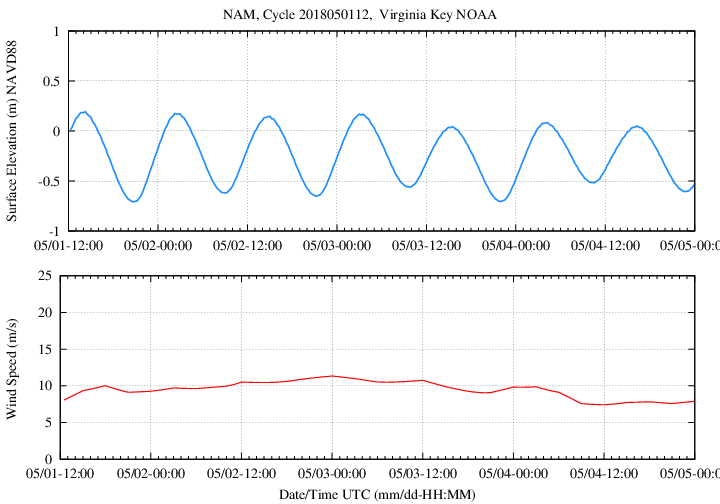 NAM, Cycle 2018050112, Virginia Key NOAA
Surface Elevation (m) NAVD88
1
0.5
0
-0.5
-1
05/01-12:00 05/02-00:00 05/02-12:00 05/03-00:00 05/03-12:00 05/04-00:00 05/04-12:00 05/05-00:0
Wind Speed (m/s)
25
20
15
10
5
0
05/01-12:00 05/02-00:00 05/02-12:00 05/03-00:00 05/03-12:00 05/04-00:00 05/04-12:00 05/05-00:0
Date/Time UTC (mm/dd-HH:MM)